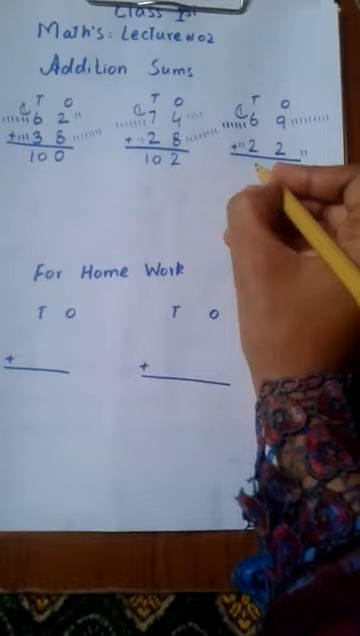 Class 1st
Math's: Lecture # 02
Addition Sums
T O T O T O
6 2 7 4 6 9
+ 3 8 + 2 8 + 2 2
1 0 0 1 0 2
For Home Work
T O T O
+ +